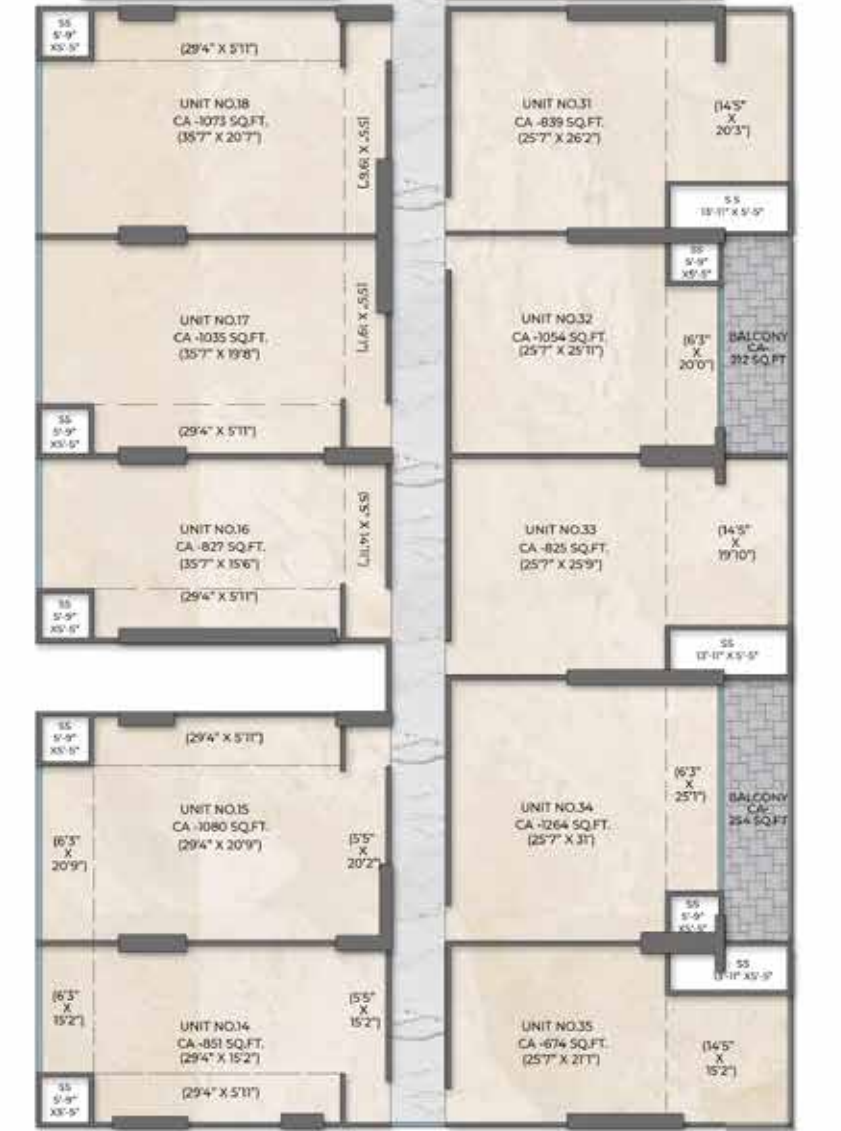 SS
5'-9"
X5'-5"
(29'4" X 5'11")
UNIT NO.18
CA -1073 SQ.FT.
(35'7" X 20'7")
(5'5" X 19'6")
UNIT NO.17
CA -1035 SQ.FT.
(35'7" X 19'8")
(5'5" X 19'1")
SS
5'-9"
X5'-5"
(29'4" X 5'11")
UNIT NO.16
CA -827 SQ.FT.
(35'7" X 15'6")
(5'5" X 14'11")
(29'4" X 5'11")
SS
5'-9"
X5'-5"
SS
5'-9"
X5'-5"
(29'4" X 5'11")
UNIT NO.15
CA -1080 SQ.FT.
(29'4" X 20'9")
(6'3"
X
20'9")
(5'5"
X
20'2")
(6'3"
X
15'2")
(5'5"
X
15'2")
UNIT NO.14
CA -851 SQ.FT.
(29'4" X 15'2")
SS
5'-9"
X5'-5"
(29'4" X 5'11")
UNIT NO.31
CA -839 SQ.FT.
(25'7" X 26'2")
(14'5"
X
20'3")
S S
13'-11" X 5'-5"
SS
5'-9"
X5'-5"
UNIT NO.32
CA -1054 SQ.FT.
(25'7" X 25'11")
(6'3"
X
20'0")
BALCONY
CA-
212 SQ.FT
UNIT NO.33
CA -825 SQ.FT.
(25'7" X 25'9")
(14'5"
X
19'10")
SS
13'-11" X 5'-5"
UNIT NO.34
CA -1264 SQ.FT.
(25'7" X 31')
(6'3"
X
25'1")
BALCONY
CA-
254 SQ.FT
SS
5'-9"
X5'-5"
SS
13'-11" X5'-5"
UNIT NO.35
CA -674 SQ.FT.
(25'7" X 21'1")
(14'5"
X
15'2")